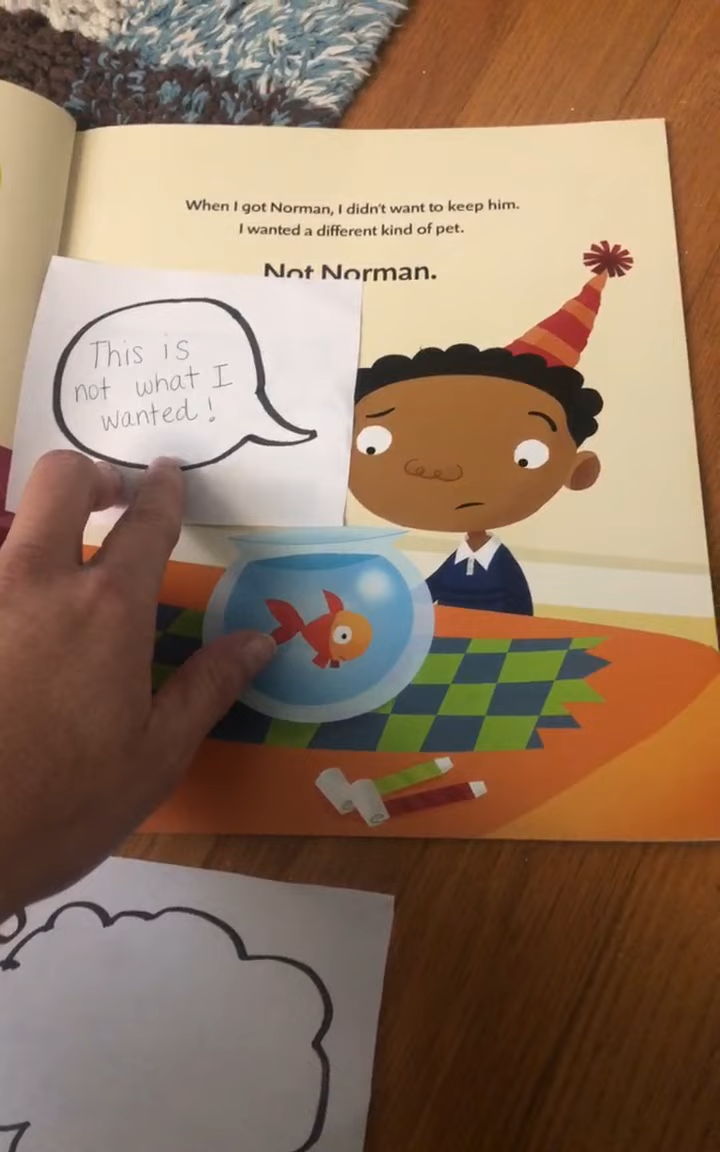 When I got Norman, I didn't want to keep him.
I wanted a different kind of pet.
Not Norman.
This is
not what I
wanted!